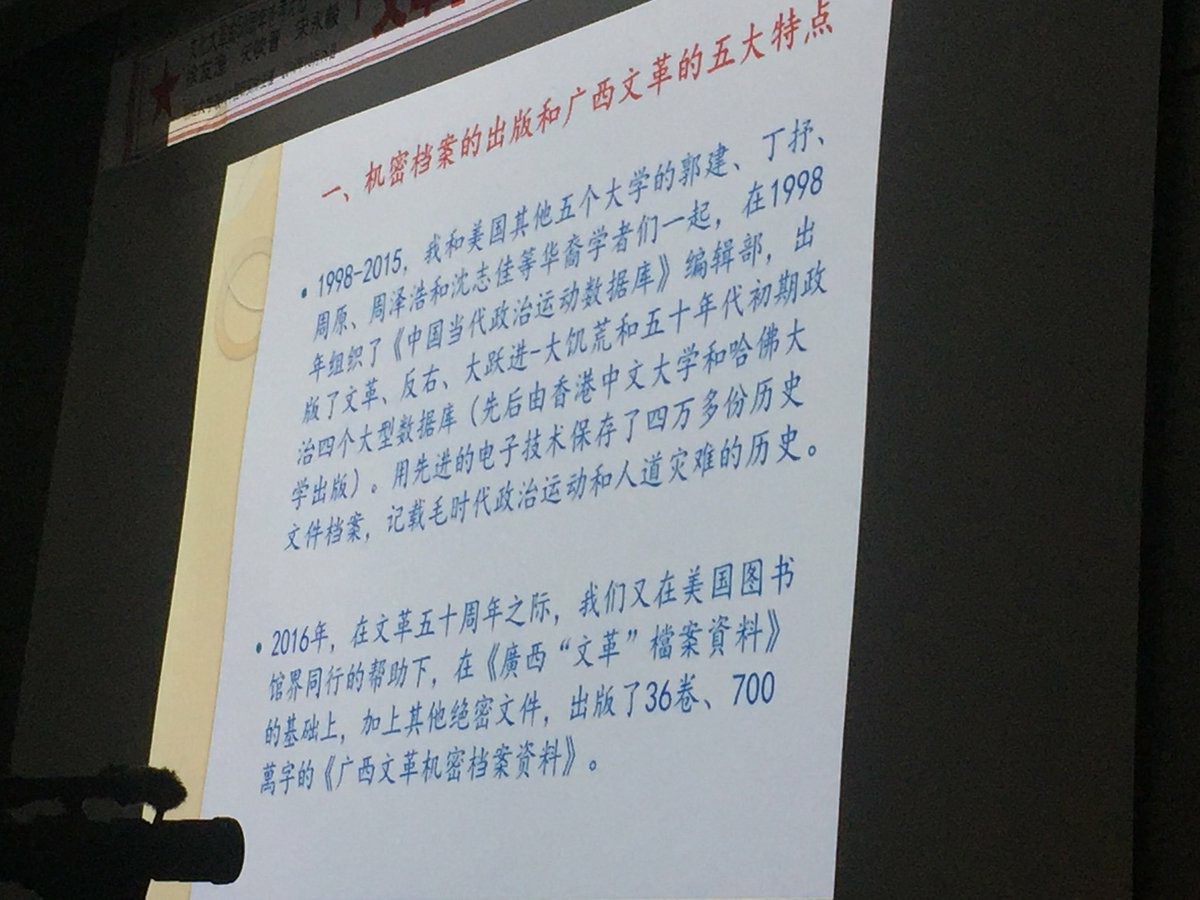 宋永毅
一、机密档案的出版和广西文革的五大特点
• 1998-2015，我和美国其他五个大学的郭建、丁抒、
周原、周泽浩和沈志佳等华裔学者们一起，在1998
年组织了《中国当代政治运动数据库》编辑部，出
版了文革、反右、大跃进-大饥荒和五十年代初期政
治四个大型数据库（先后由香港中文大学和哈佛大
学出版）。用先进的电子技术保存了四万多份历史
文件档案，记载毛时代政治运动和人道灾难的历史。
• 2016年，在文革五十周年之际，我们又在美国图书
馆界同行的帮助下，在《廣西“文革”檔案資料》
的基础上，加上其他绝密文件，出版了36卷、700
萬字的《广西文革机密档案资料》。